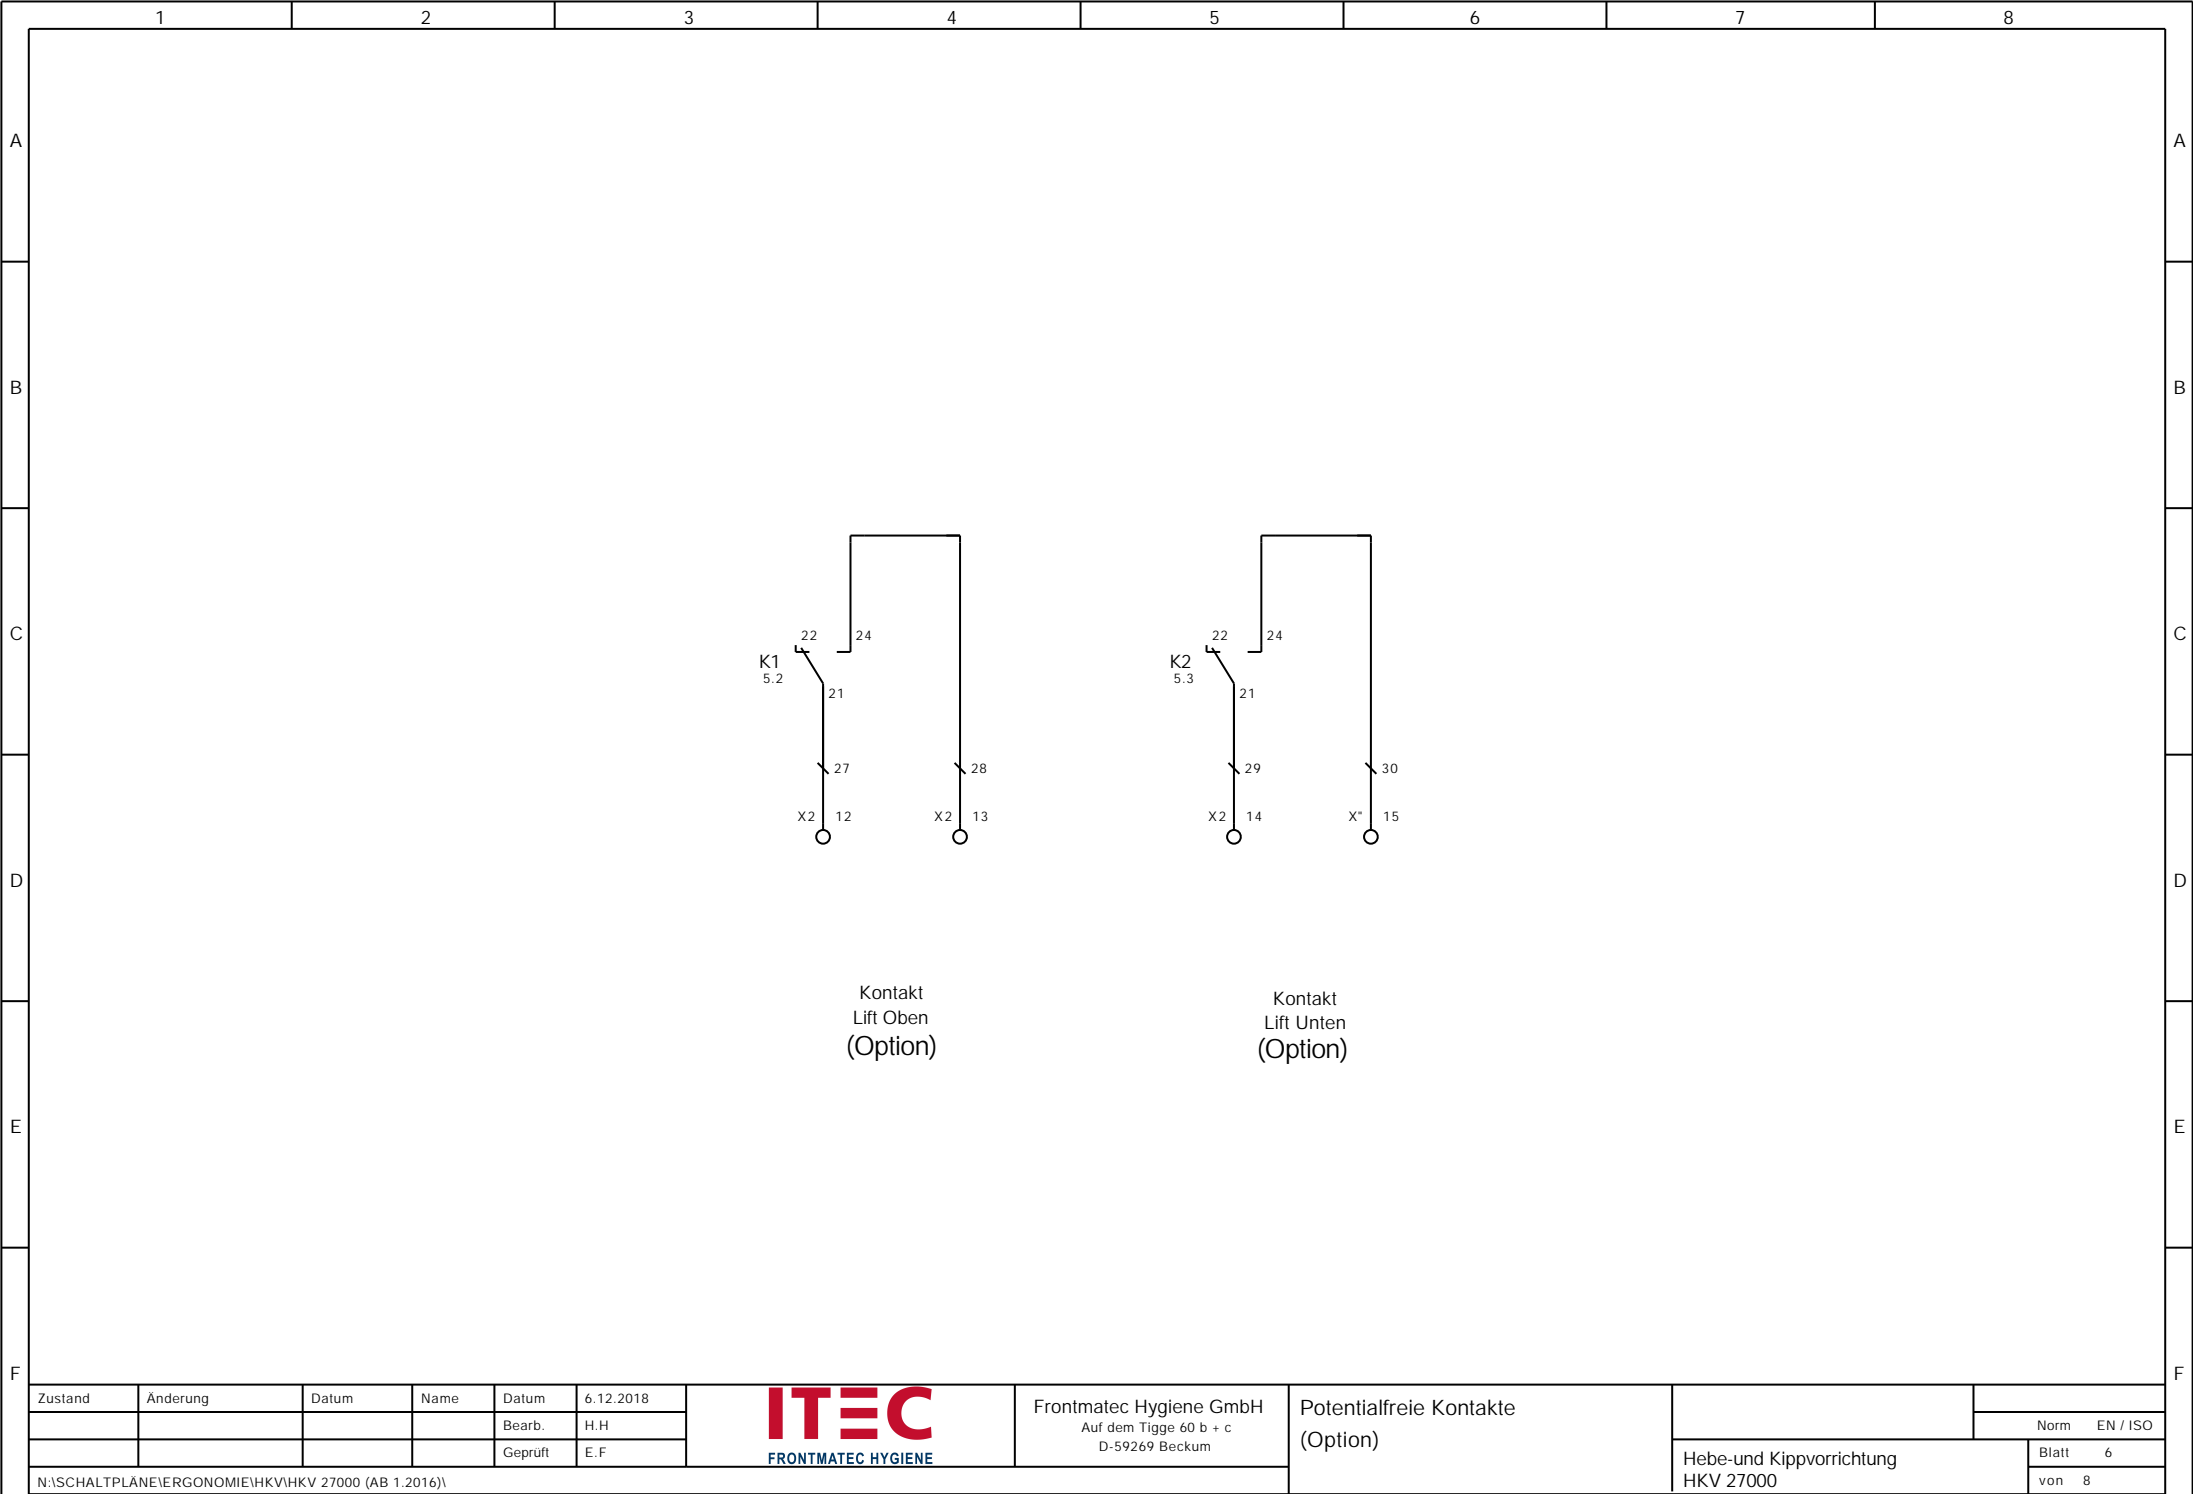 1 2 3 4 5 6 7 8
A A
B B
C C
D D
E E
F F
22 24
K1
5.2
21
27 28
X2 12 X2 13
22 24
K2
5.3
21
29 30
X2 14 X" 15
Kontakt
Lift Oben
(Option)
Kontakt
Lift Unten
(Option)
Zustand Änderung Datum Name Datum 6.12.2018
Bearb. H.H
Geprüft E.F
N:\SCHALTPLÄNE\ERGONOMIE\HKV\HKV 27000 (AB 1.2016)\
ITEC
FRONTMATEC HYGIENE
Frontmatec Hygiene GmbH
Auf dem Tigge 60 b + c
D-59269 Beckum
Potentialfreie Kontakte
(Option)
Hebe-und Kippvorrichtung
HKV 27000
Norm EN / ISO
Blatt 6
von 8